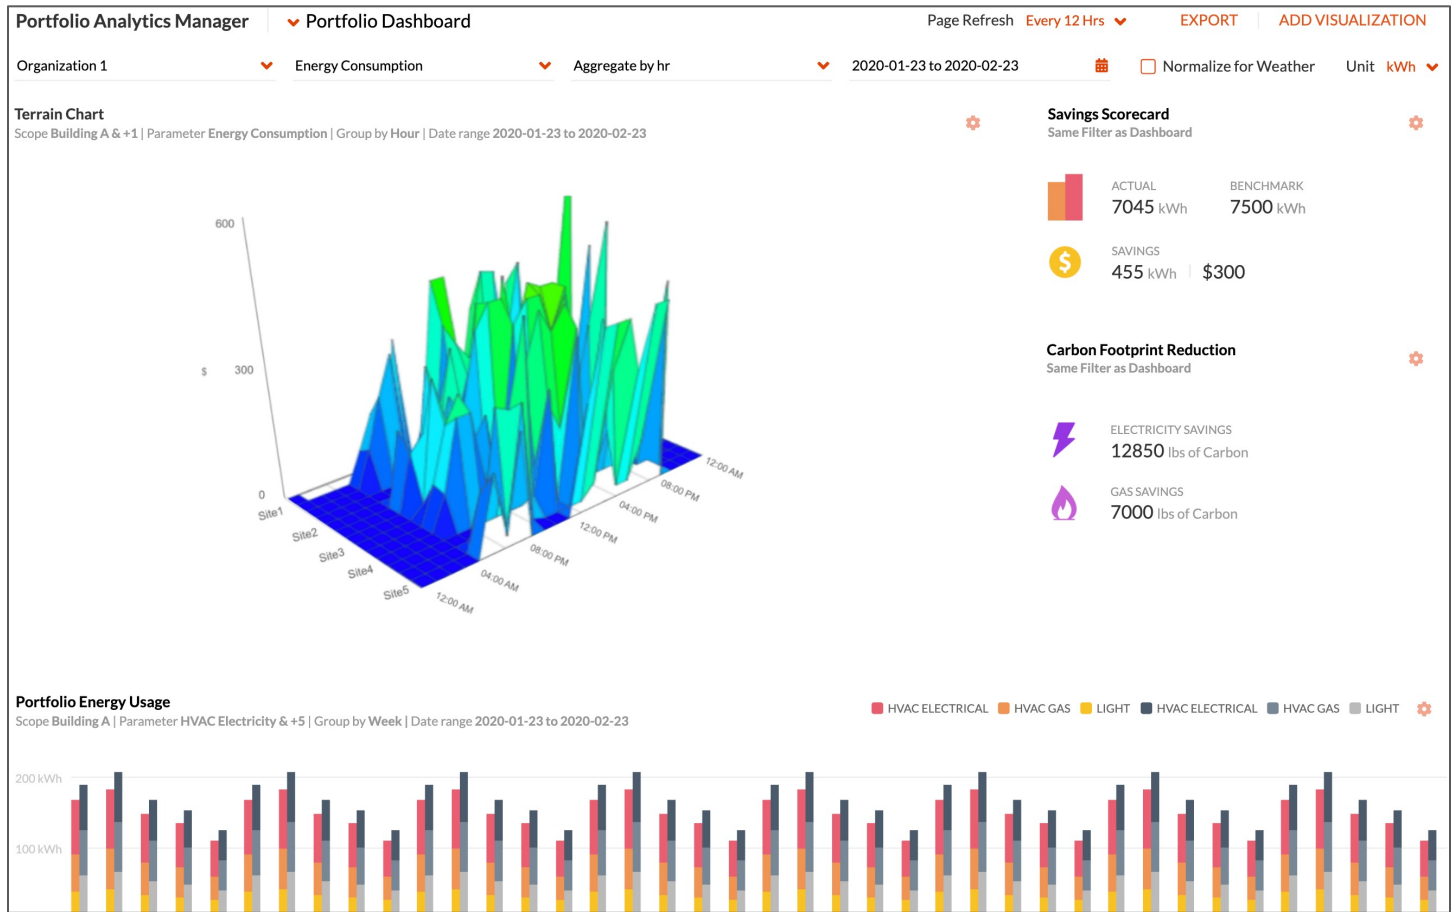 Portfolio Analytics Manager
Portfolio Dashboard
Page Refresh Every 12 Hrs
EXPORT
ADD VISUALIZATION
Organization 1
Energy Consumption
Aggregate by hr
2020-01-23 to 2020-02-23
Normalize for Weather
Unit kWh
Terrain Chart
Scope Building A & +1 | Parameter Energy Consumption | Group by Hour | Date range 2020-01-23 to 2020-02-23
600
$ 300
0
Site1
Site2
Site3
Site4
Site5
12:00 AM
04:00 AM
08:00 PM
12:00 PM
04:00 PM
08:00 PM
12:00 AM
Savings Scorecard
Same Filter as Dashboard
ACTUAL
7045 kWh
BENCHMARK
7500 kWh
$
SAVINGS
455 kWh | $300
Carbon Footprint Reduction
Same Filter as Dashboard
ELECTRICITY SAVINGS
12850 lbs of Carbon
GAS SAVINGS
7000 lbs of Carbon
Portfolio Energy Usage
Scope Building A | Parameter HVAC Electricity & +5 | Group by Week | Date range 2020-01-23 to 2020-02-23
HVAC ELECTRICAL
HVAC GAS
LIGHT
HVAC ELECTRICAL
HVAC GAS
LIGHT
200 kWh
100 kWh